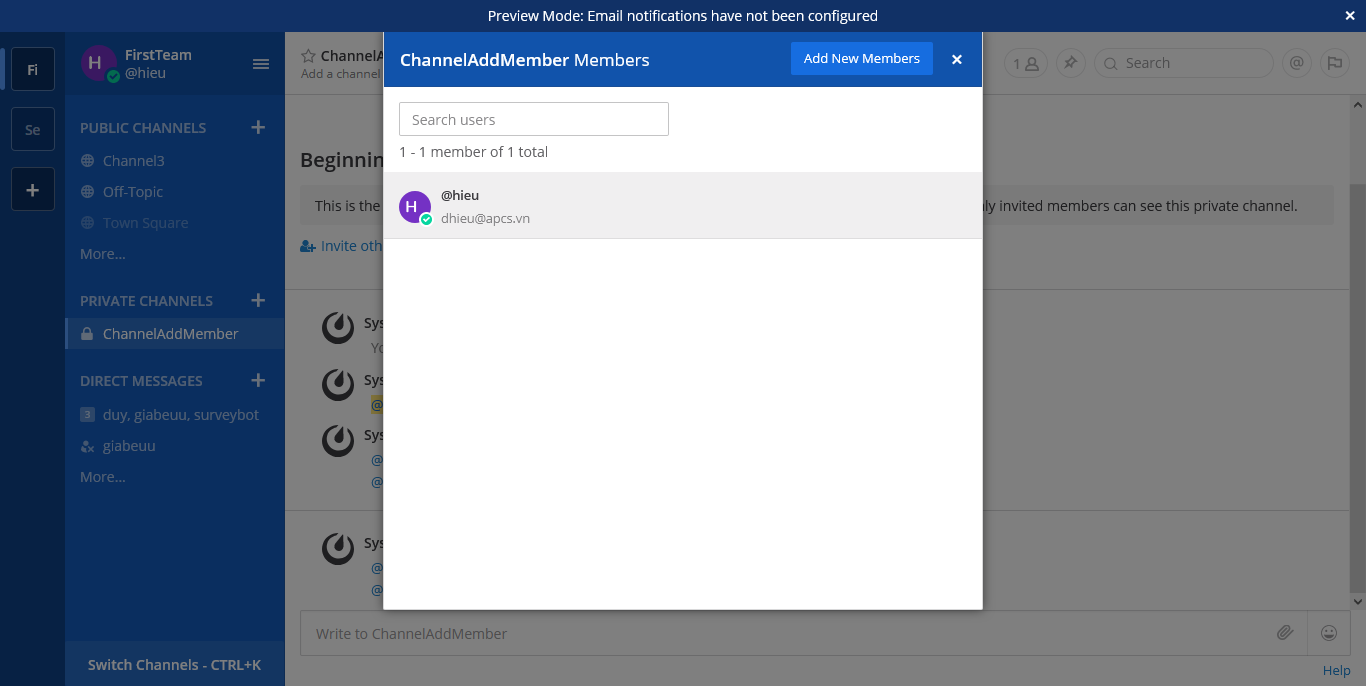 Preview Mode: Email notifications have not been configured
×
Fi
Se
+
H
FirstTeam
@hieu
PUBLIC CHANNELS
+
Channel3
Off-Topic
Town Square
More...
PRIVATE CHANNELS
+
ChannelAddMember
DIRECT MESSAGES
+
3
duy, giabeuu, surveybot
giabeuu
More...
Switch Channels - CTRL+K
ChannelA
Add a channel
1
Search
@
Beginnin
This is the
ly invited members can see this private channel.
Invite oth
Sys
Yo
Sys
@
Sys
@
@
Sys
@
@
Write to ChannelAddMember
Help
ChannelAddMember Members
Add New Members
×
Search users
1 - 1 member of 1 total
H
@hieu
dhieu@apcs.vn